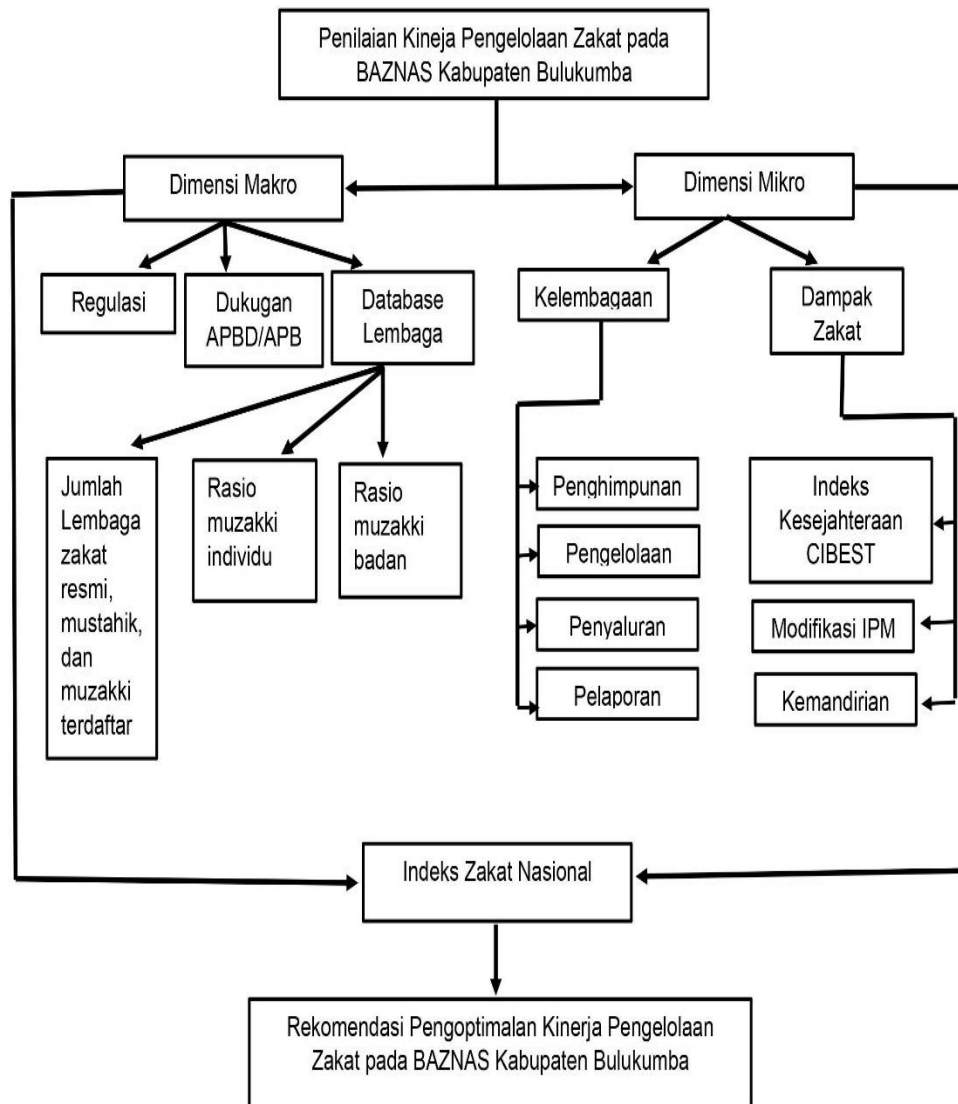 Penilaian Kineja Pengelolaan Zakat pada
BAZNAS Kabupaten Bulukumba
Dimensi Makro
Dimensi Mikro
Regulasi
Dukugan
APBD/APB
Database
Lembaga
Kelembagaan
Dampak
Zakat
Jumlah
Lembaga
zakat
resmi,
mustahik,
dan
muzakki
terdaftar
Rasio
muzakki
individu
Rasio
muzakki
badan
Penghimpunan
Pengelolaan
Penyaluran
Pelaporan
Indeks
Kesejahteraan
CIBEST
Modifikasi IPM
Kemandirian
Indeks Zakat Nasional
Rekomendasi Pengoptimalan Kinerja Pengelolaan
Zakat pada BAZNAS Kabupaten Bulukumba